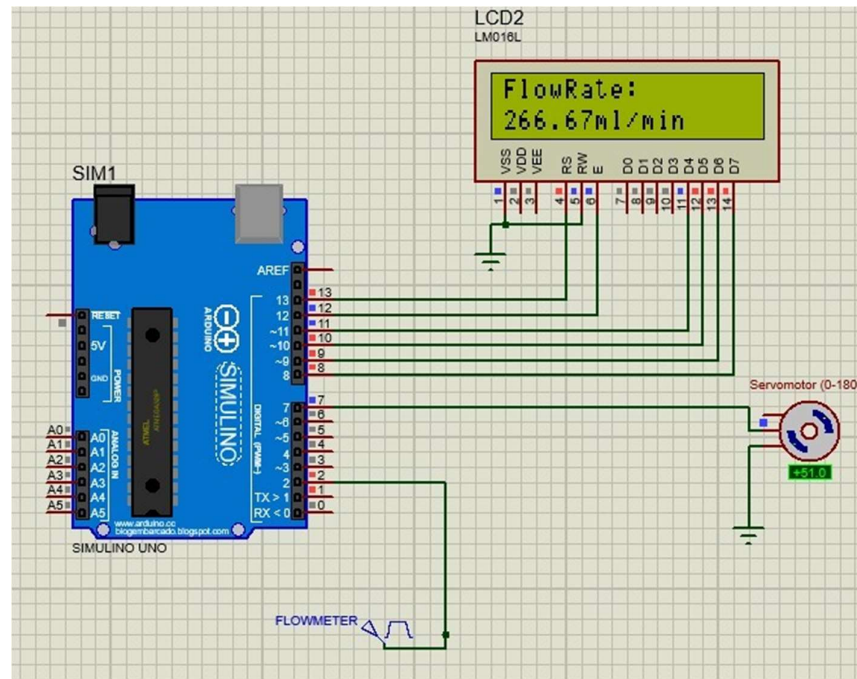 LCD2
LM016L
FlowRate:
266.67ml/min
VSS
VDD
VEE
RS
RW
E
D0
D1
D2
D3
D4
D5
D6
D7
1
2
3
4
5
6
7
8
9
10
11
12
13
14
SIM1
AREF
13 13
12 12
~11 11
~10 10
~9 9
8 8
RESET
5V
GND
POWER
ARDUINO
SIMULINO
DIGITAL (PWM~)
7 7
~6 6
~5 5
4 4
~3 3
2 2
TX > 1 1
RX < 0 0
A0 A0
A1 A1
A2 A2
A3 A3
A4 A4
A5 A5
ANALOG IN
ATMEL
www.arduino.cc
blogembarcado.blogspot.com
SIMULINO UNO
Servomotor (0-180
+51.0
FLOWMETER